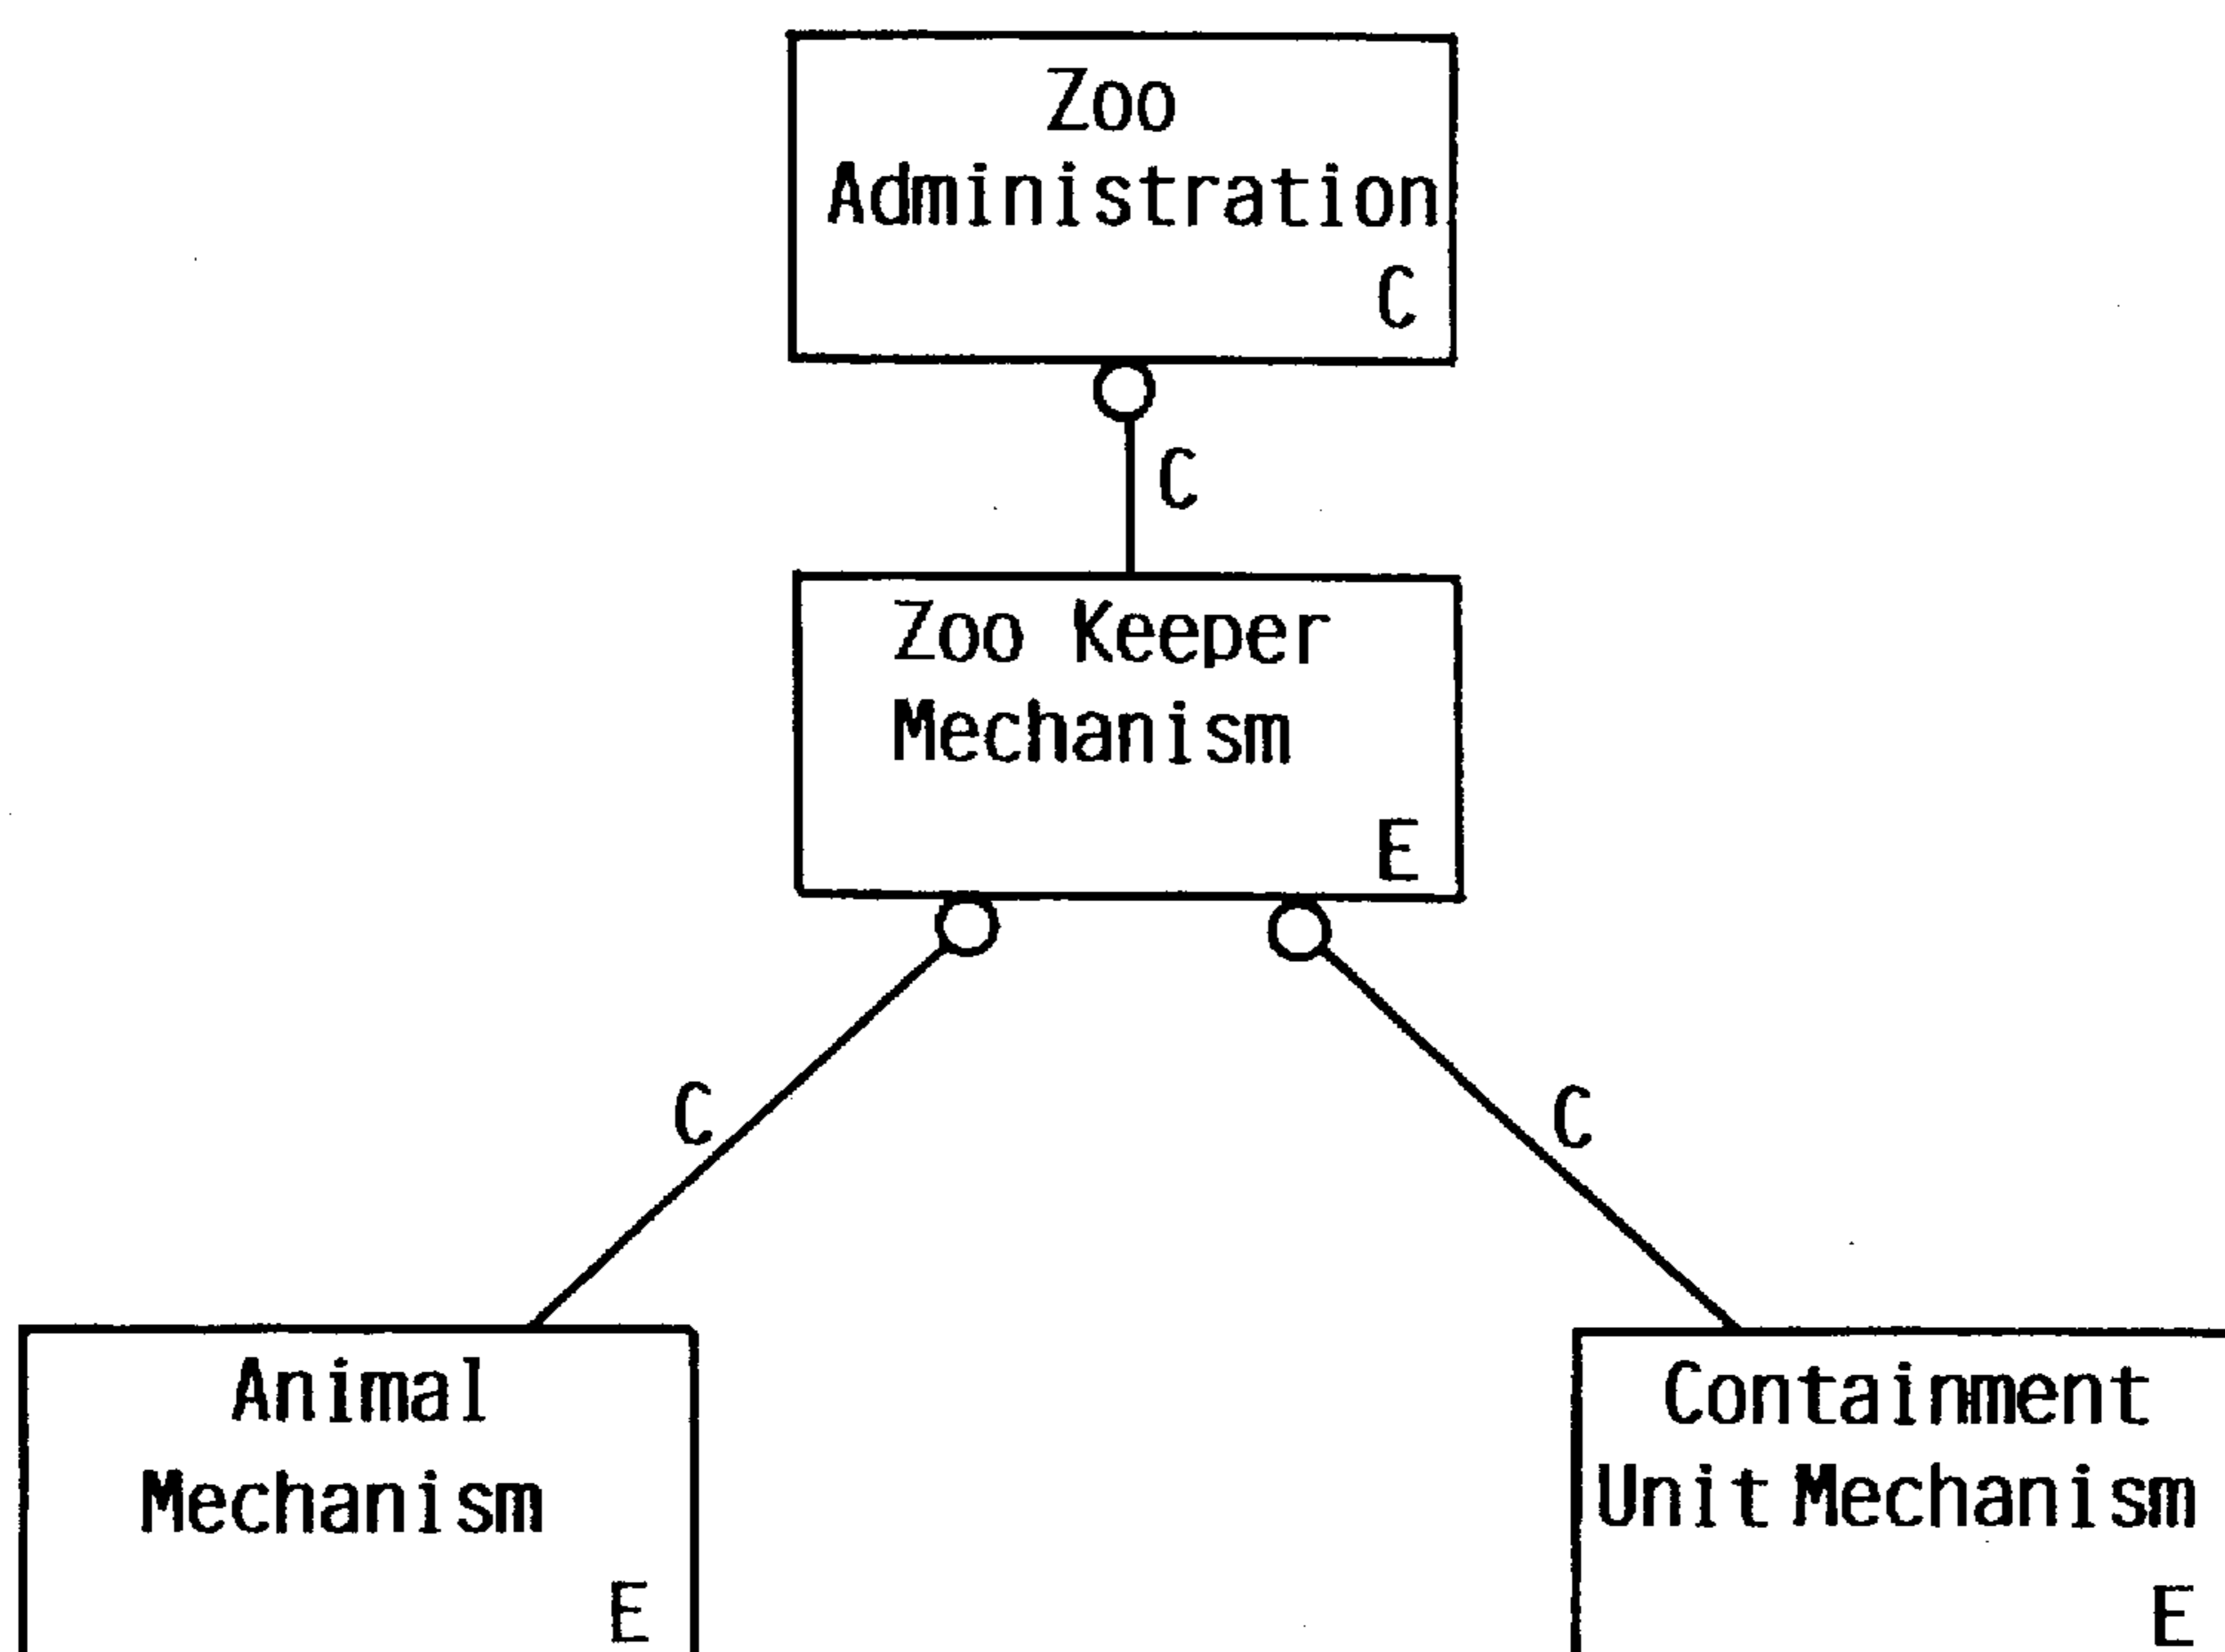 Zoo
Administration
C
C
Zoo Keeper
Mechanism
E
C
C
Animal
Mechanism
E
Containment
Unit Mechanism
E